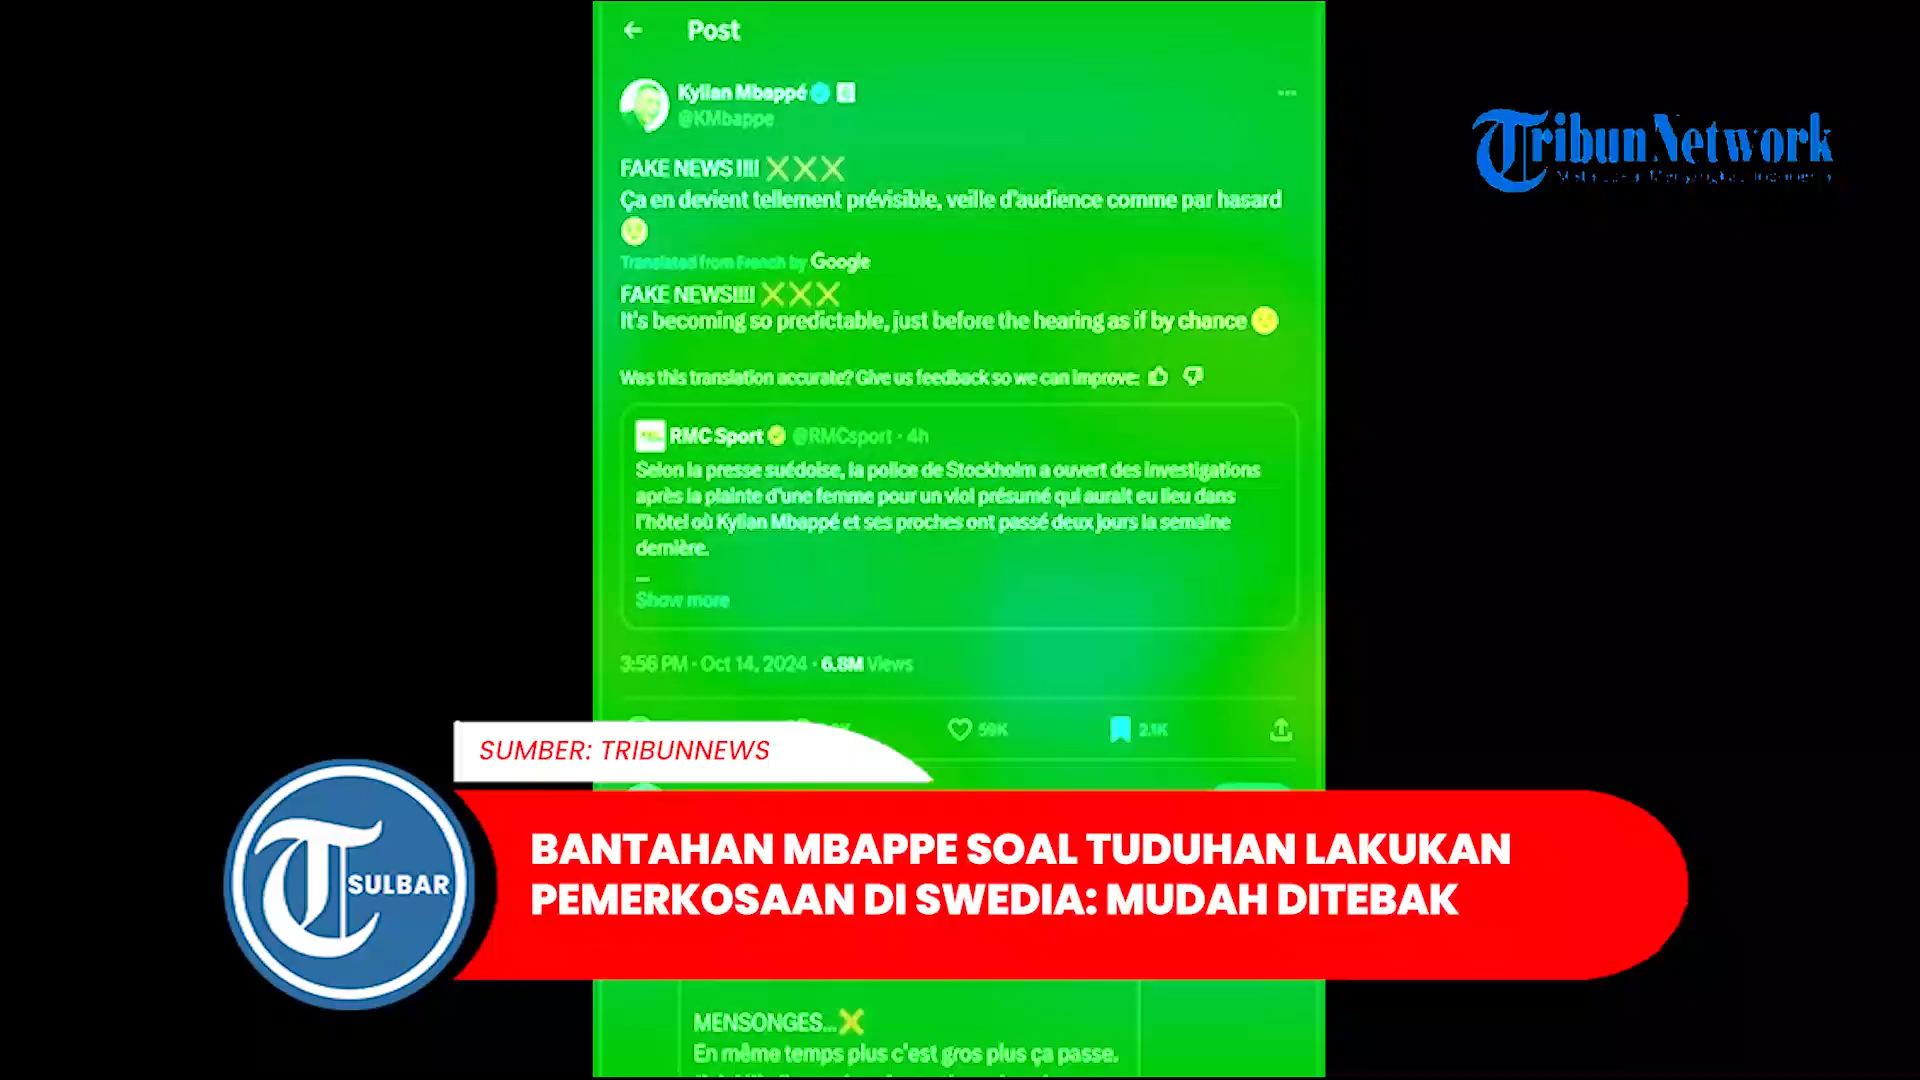 Post
Kylian Mbappé
@KMbappe
FAKE NEWS !!!! ❌❌❌
Ça en devient tellement prévisible, veille d'audience comme par hasard
😉
Translated from French by Google
FAKE NEWS!!!!! ❌❌❌
It's becoming so predictable, just before the hearing as if by chance 😉
Was this translation accurate? Give us feedback so we can improve:
RMC Sport @RMCsport · 4h
Selon la presse suédoise, la police de Stockholm a ouvert des investigations
après la plainte d'une femme pour un viol présumé qui aurait eu lieu dans
l'hôtel où Kylian Mbappé et ses proches ont passé deux jours la semaine
dernière.
Show more
3:56 PM · Oct 14, 2024 · 6.8M Views
59K
2.1K
Tribun Network
SUMBER: TRIBUNNEWS
SULBAR
BANTAHAN MBAPPE SOAL TUDUHAN LAKUKAN
PEMERKOSAAN DI SWEDIA: MUDAH DITEBAK
MENSONGES...❌
En même temps plus c'est gros plus ça passe.